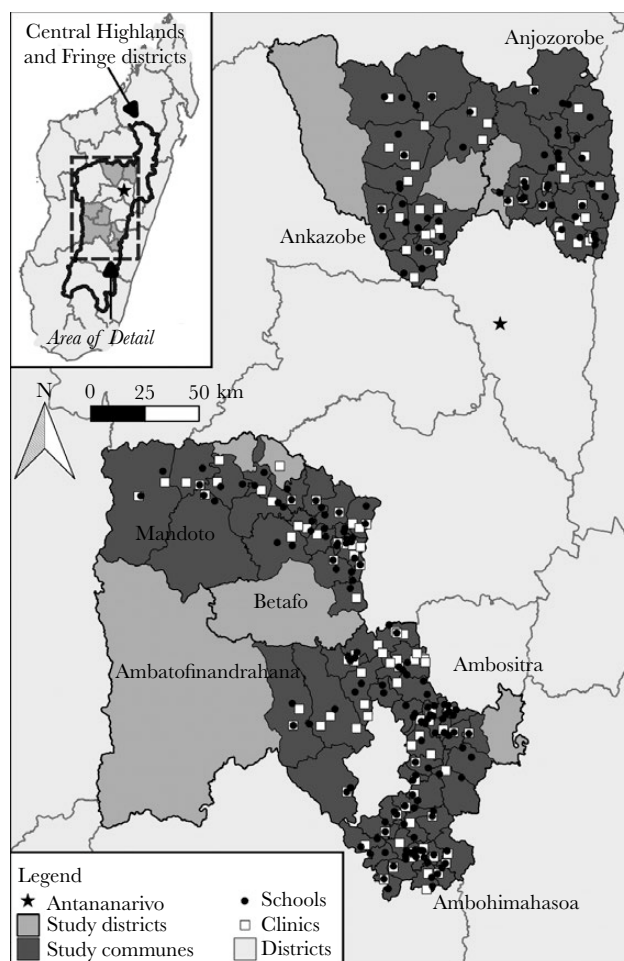 Central Highlands
and Fringe districts
Area of Detail
Anjozorobe
Ankazobe
N
0 25 50 km
Mandoto
Betafo
Ambatofinandrahana
Ambositra
Ambohimahasoa
Legend
Antananarivo
Study districts
Study communes
Schools
Clinics
Districts